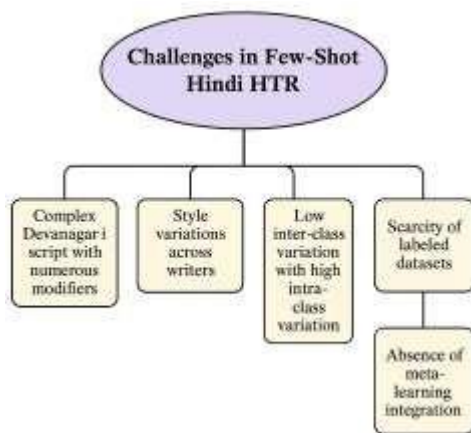 Challenges in Few-Shot
Hindi HTR
Complex
Devanagar i
script with
numerous
modifiers
Style
variations
across
writers
Low
inter-class
variation
with high
intra-
class
variation
Scarcity of
labeled
datasets
Absence of
meta-
learning
integration